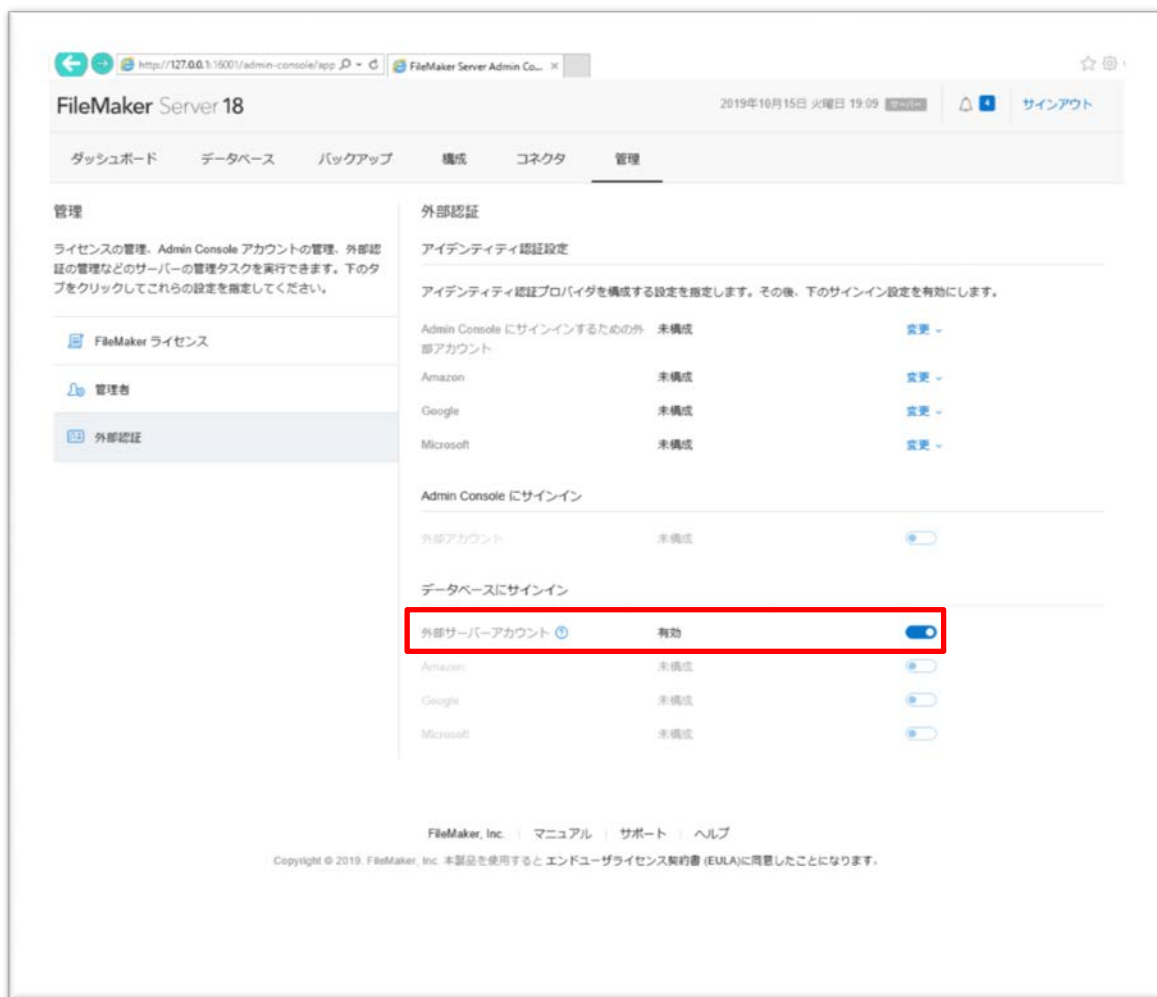 http://127.0.0.1:16001/admin-console/app
FileMaker Server Admin Co...
FileMaker Server 18
2019年10月15日 火曜日 19:09 サーバー
4
サインアウト
ダッシュボード データベース バックアップ 構成 コネクタ 管理
管理
ライセンスの管理、Admin Console アカウントの管理、外部認
証の管理などのサーバーの管理タスクを実行できます。下のタ
ブをクリックしてこれらの設定を指定してください。
FileMaker ライセンス
管理者
外部認証
外部認証
アイデンティティ認証設定
アイデンティティ認証プロバイダを構成する設定を指定します。その後、下のサインイン設定を有効にします。
Admin Console にサインインするための外 未構成 変更
部アカウント
Amazon 未構成 変更
Google 未構成 変更
Microsoft 未構成 変更
Admin Console にサインイン
外部アカウント 未構成
データベースにサインイン
外部サーバーアカウント ? 有効
Amazon 未構成
Google 未構成
Microsoft 未構成
FileMaker, Inc. | マニュアル | サポート | ヘルプ
Copyright © 2019. FileMaker, Inc. 本製品を使用すると エンドユーザライセンス契約書 (EULA)に同意したことになります。